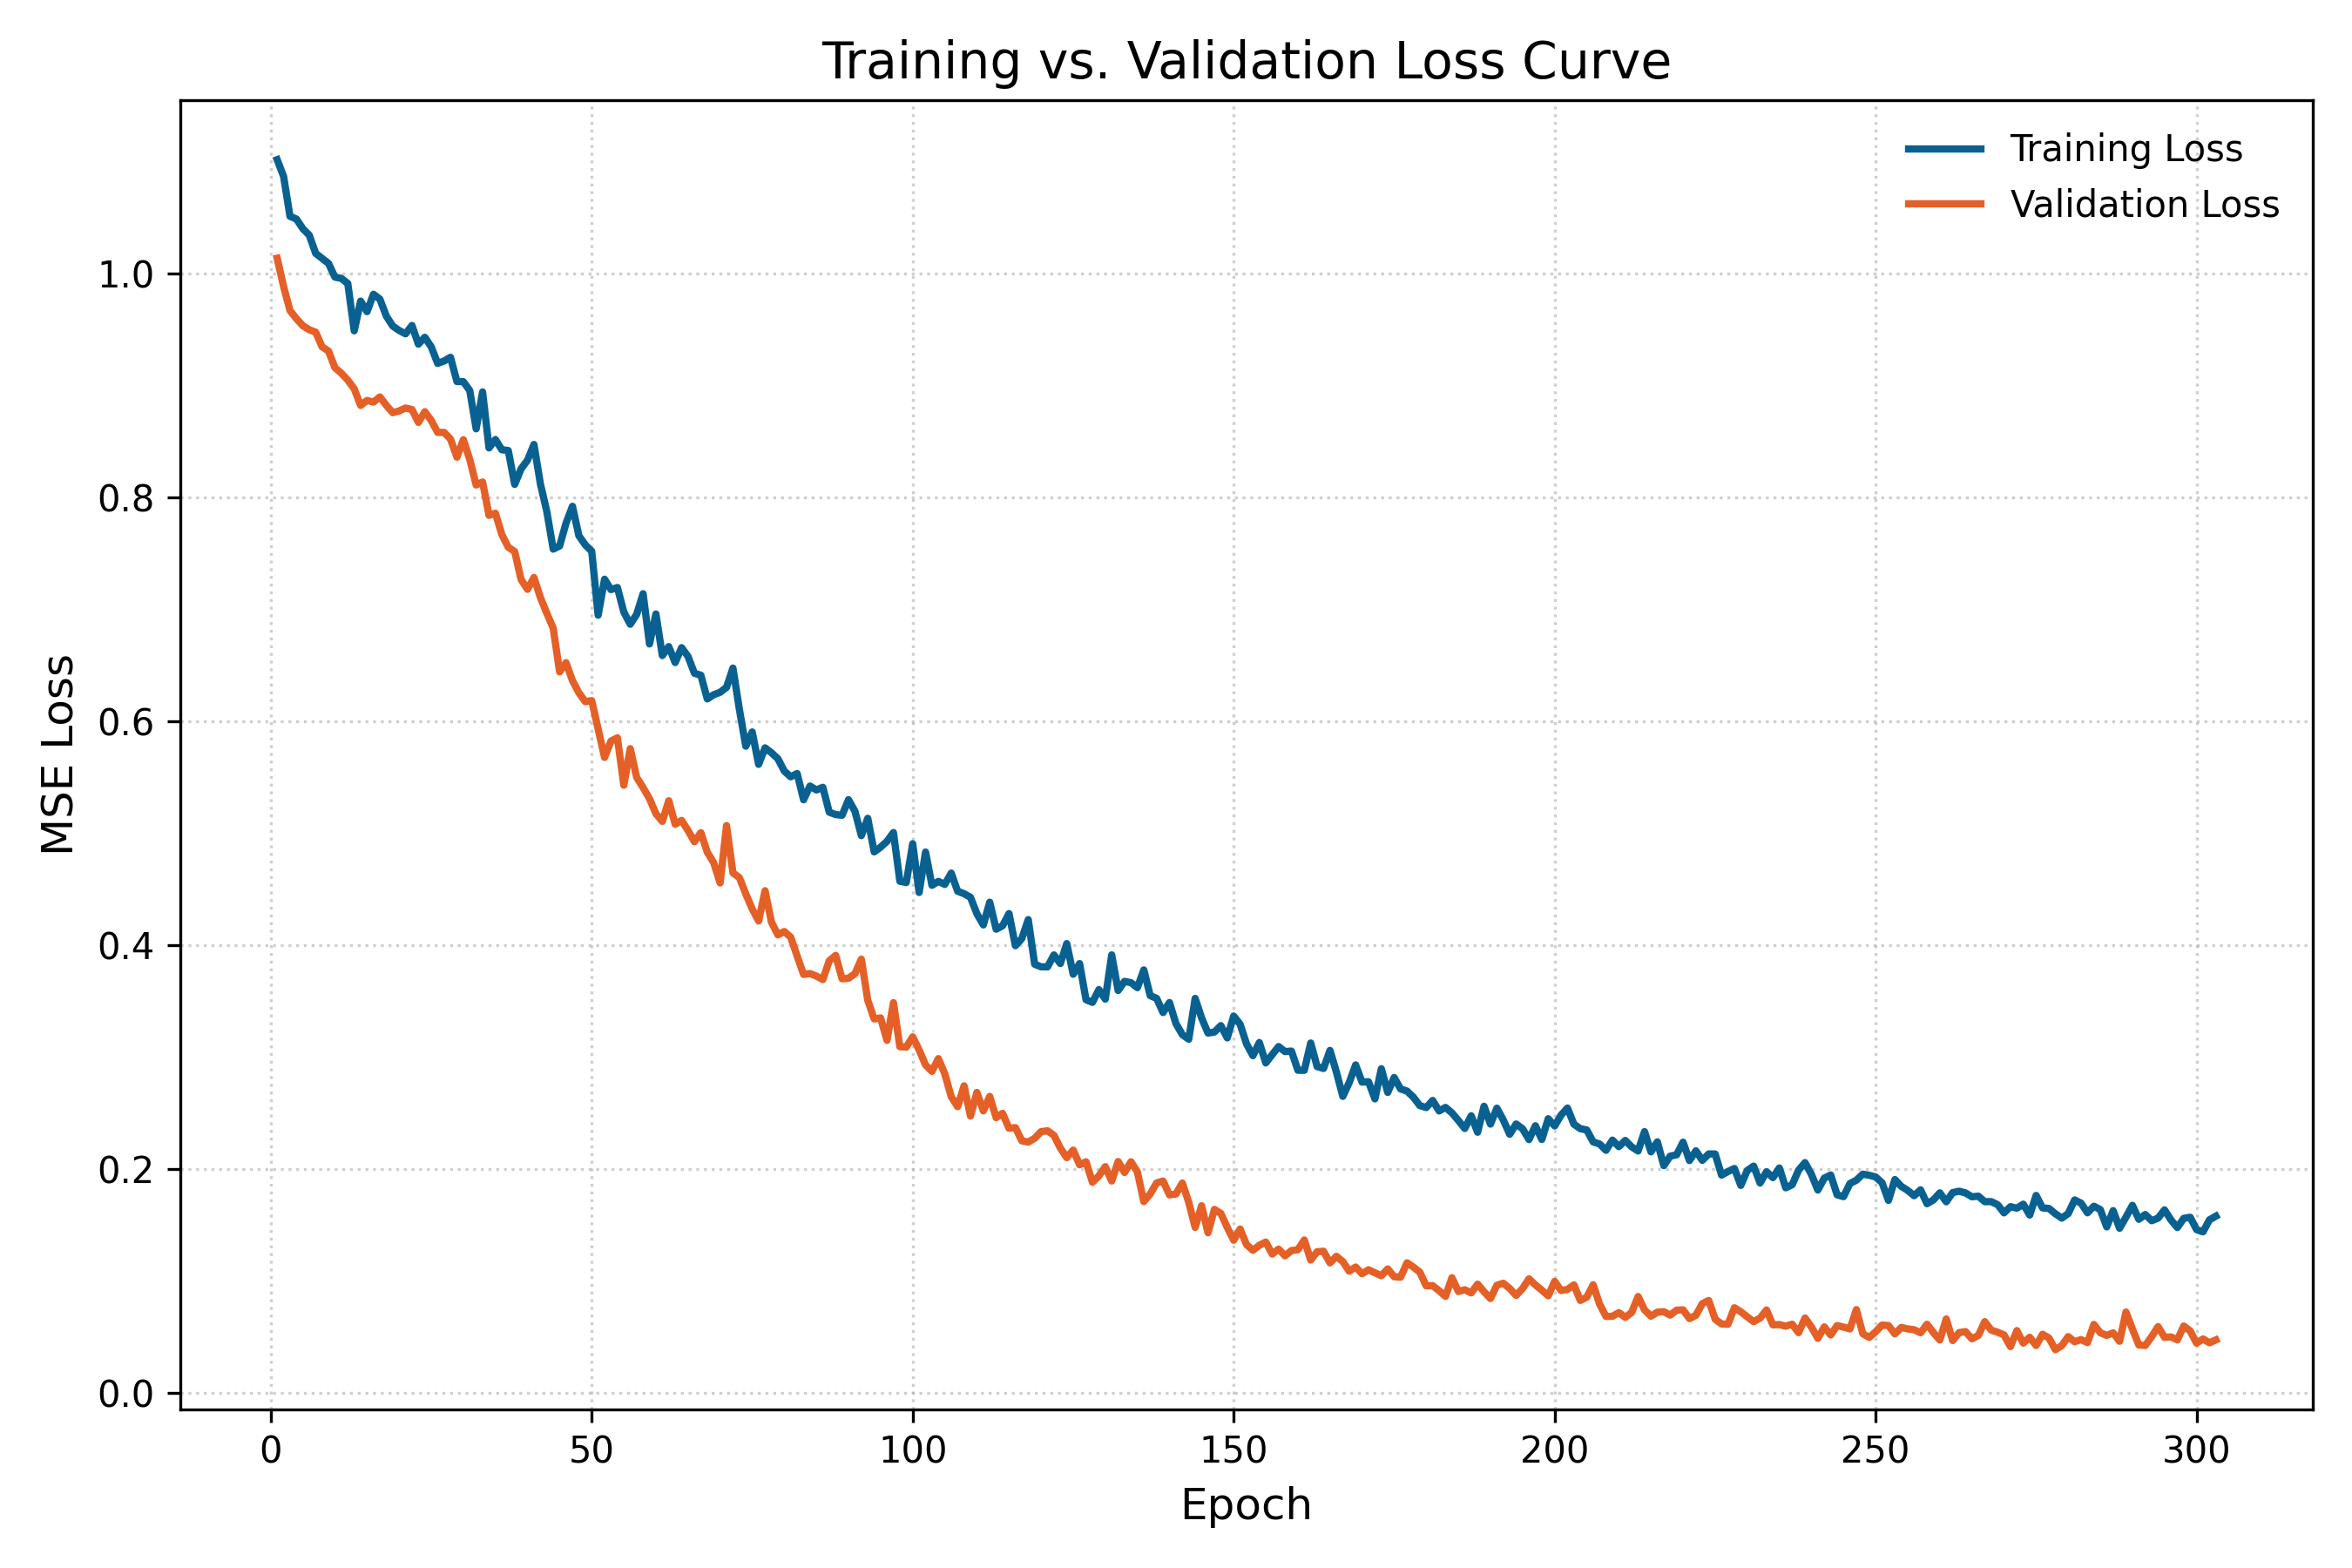 Training vs. Validation Loss Curve
Training Loss
Validation Loss
MSE Loss
1.0
0.8
0.6
0.4
0.2
0.0
0 50 100 150 200 250 300
Epoch